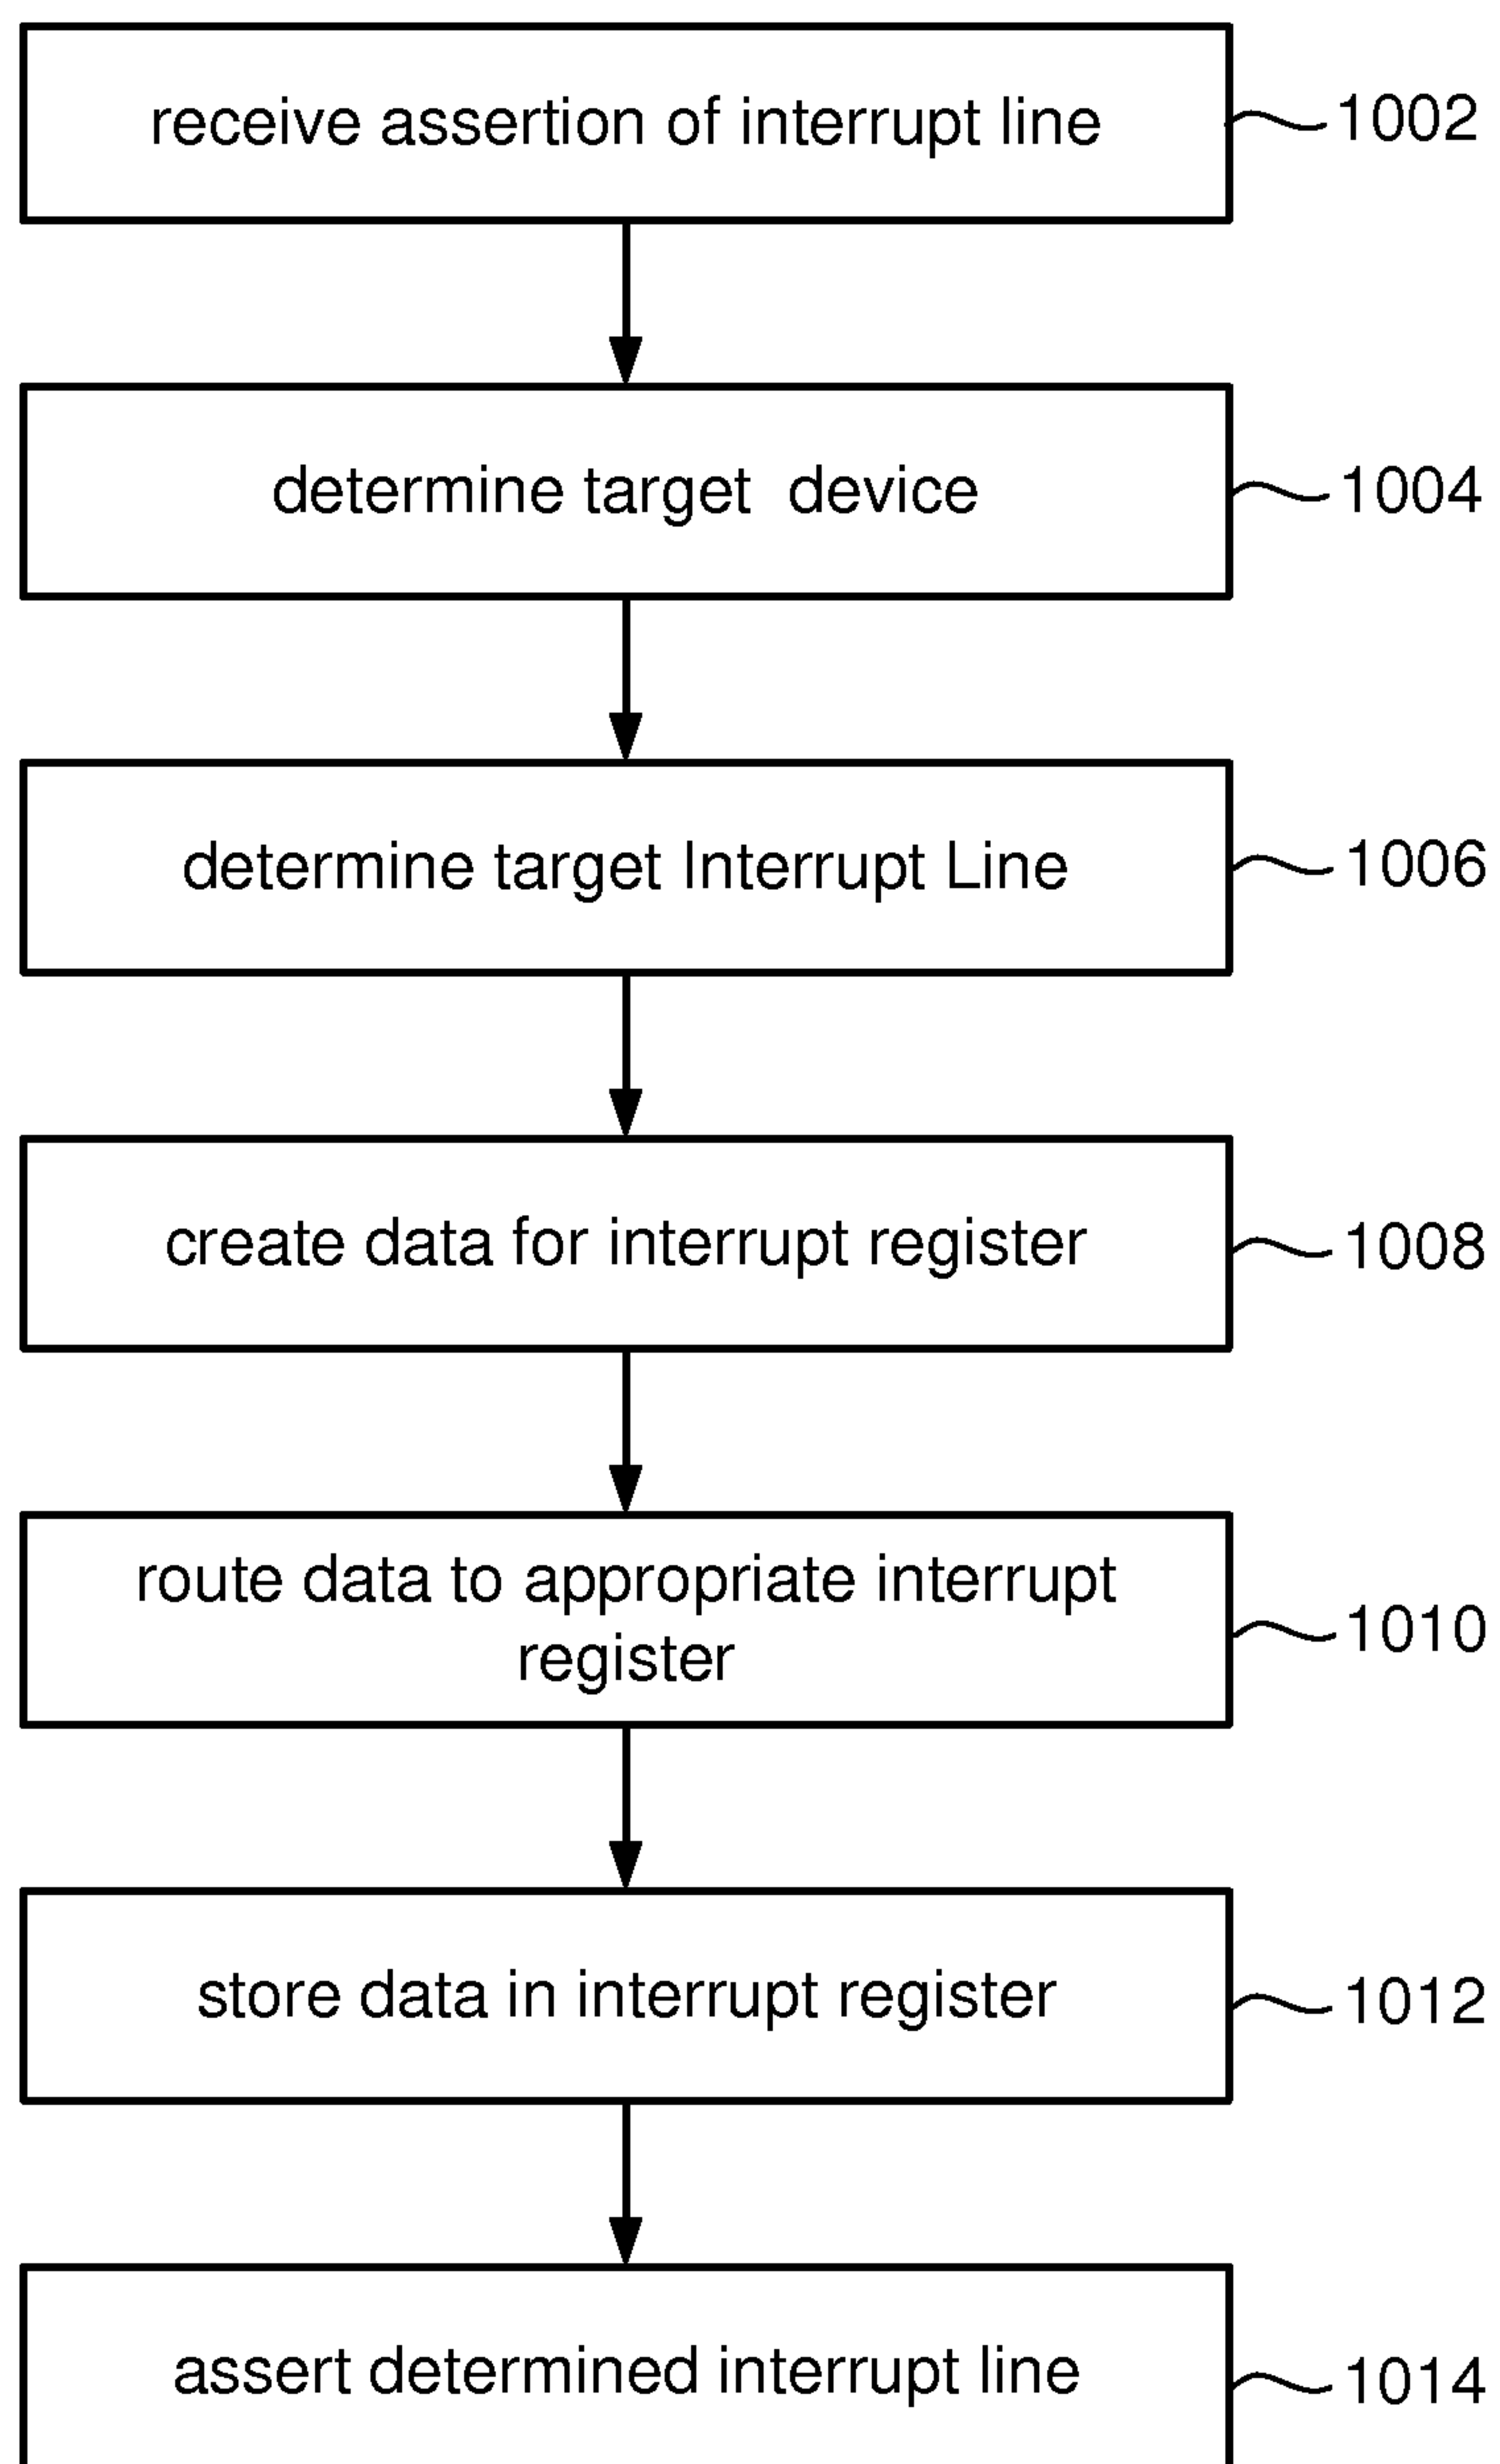 receive assertion of interrupt line
1002
determine target device
1004
determine target Interrupt Line
1006
create data for interrupt register
1008
route data to appropriate interrupt
register
1010
store data in interrupt register
1012
assert determined interrupt line
1014